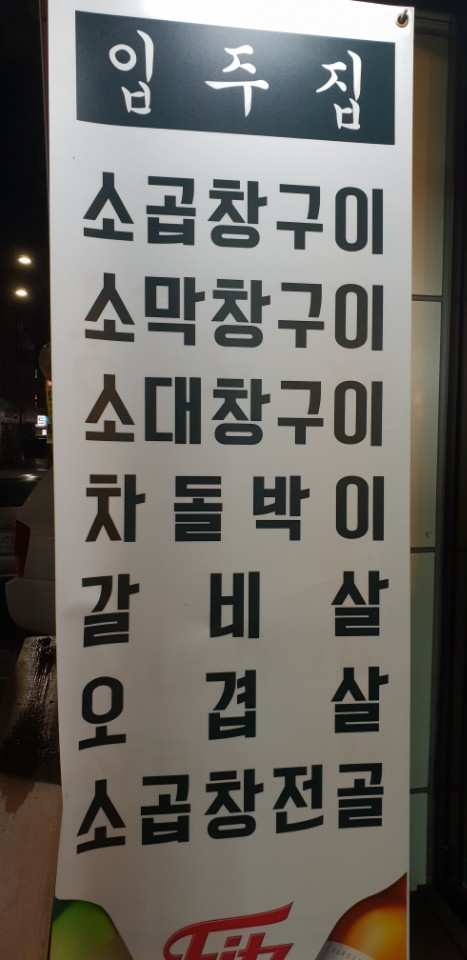 입주집
소곱창구이
소막창구이
소대창구이
차돌박이
갈비살
오겹살
소곱창전골
Fitz